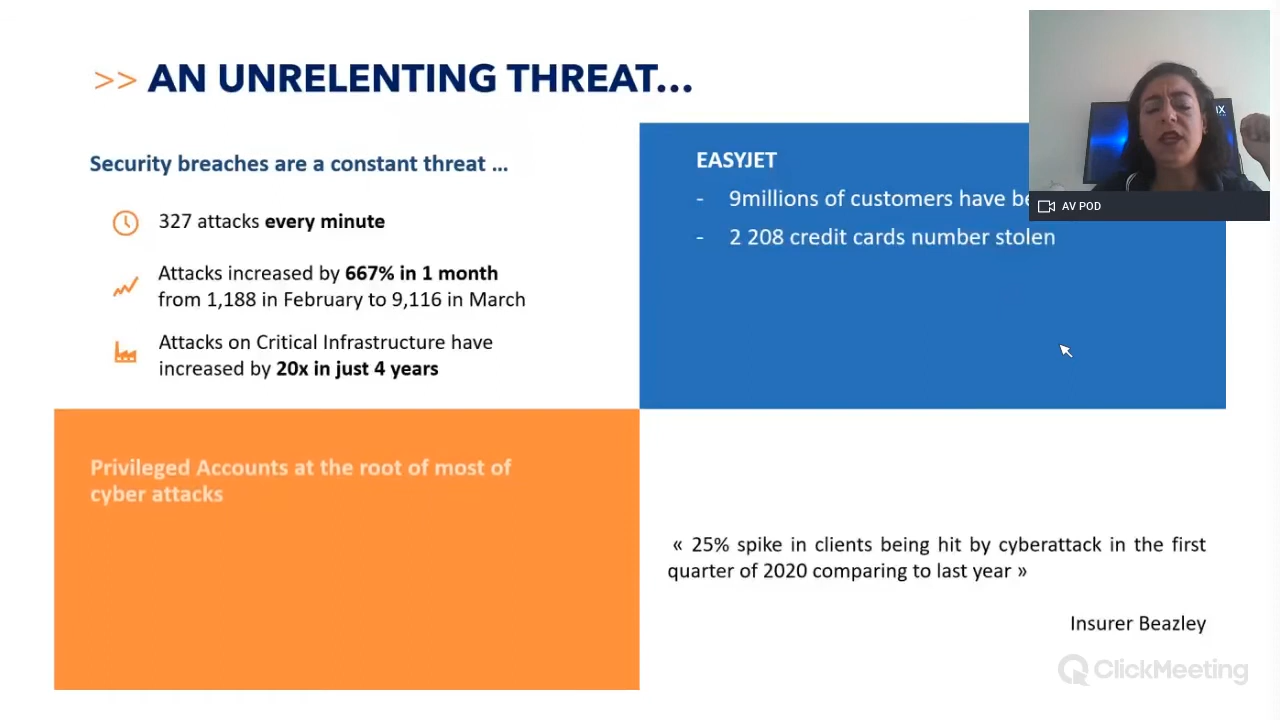 >> AN UNRELENTING THREAT...
Security breaches are a constant threat ...
327 attacks every minute
Attacks increased by 667% in 1 month
from 1,188 in February to 9,116 in March
Attacks on Critical Infrastructure have
increased by 20x in just 4 years
EASYJET
- 9millions of customers have
- 2 208 credit cards number stolen
AV POD
Privileged Accounts at the root of most of
cyber attacks
« 25% spike in clients being hit by cyberattack in the first
quarter of 2020 comparing to last year »
Insurer Beazley
ClickMeeting